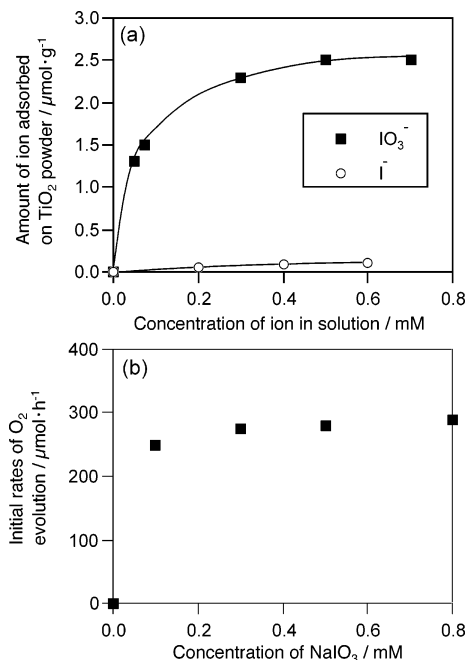 (a)
3.0
2.5
2.0
1.5
1.0
0.5
0.0
Amount of ion adsorbed
on TiO₂ powder / μmol·g⁻¹
IO₃⁻
I⁻
0.0 0.2 0.4 0.6 0.8
Concentration of ion in solution / mM
(b)
400
300
200
100
0
Initial rates of O₂
evolution / μmol·h⁻¹
0.0 0.2 0.4 0.6 0.8
Concentration of NaIO₃ / mM